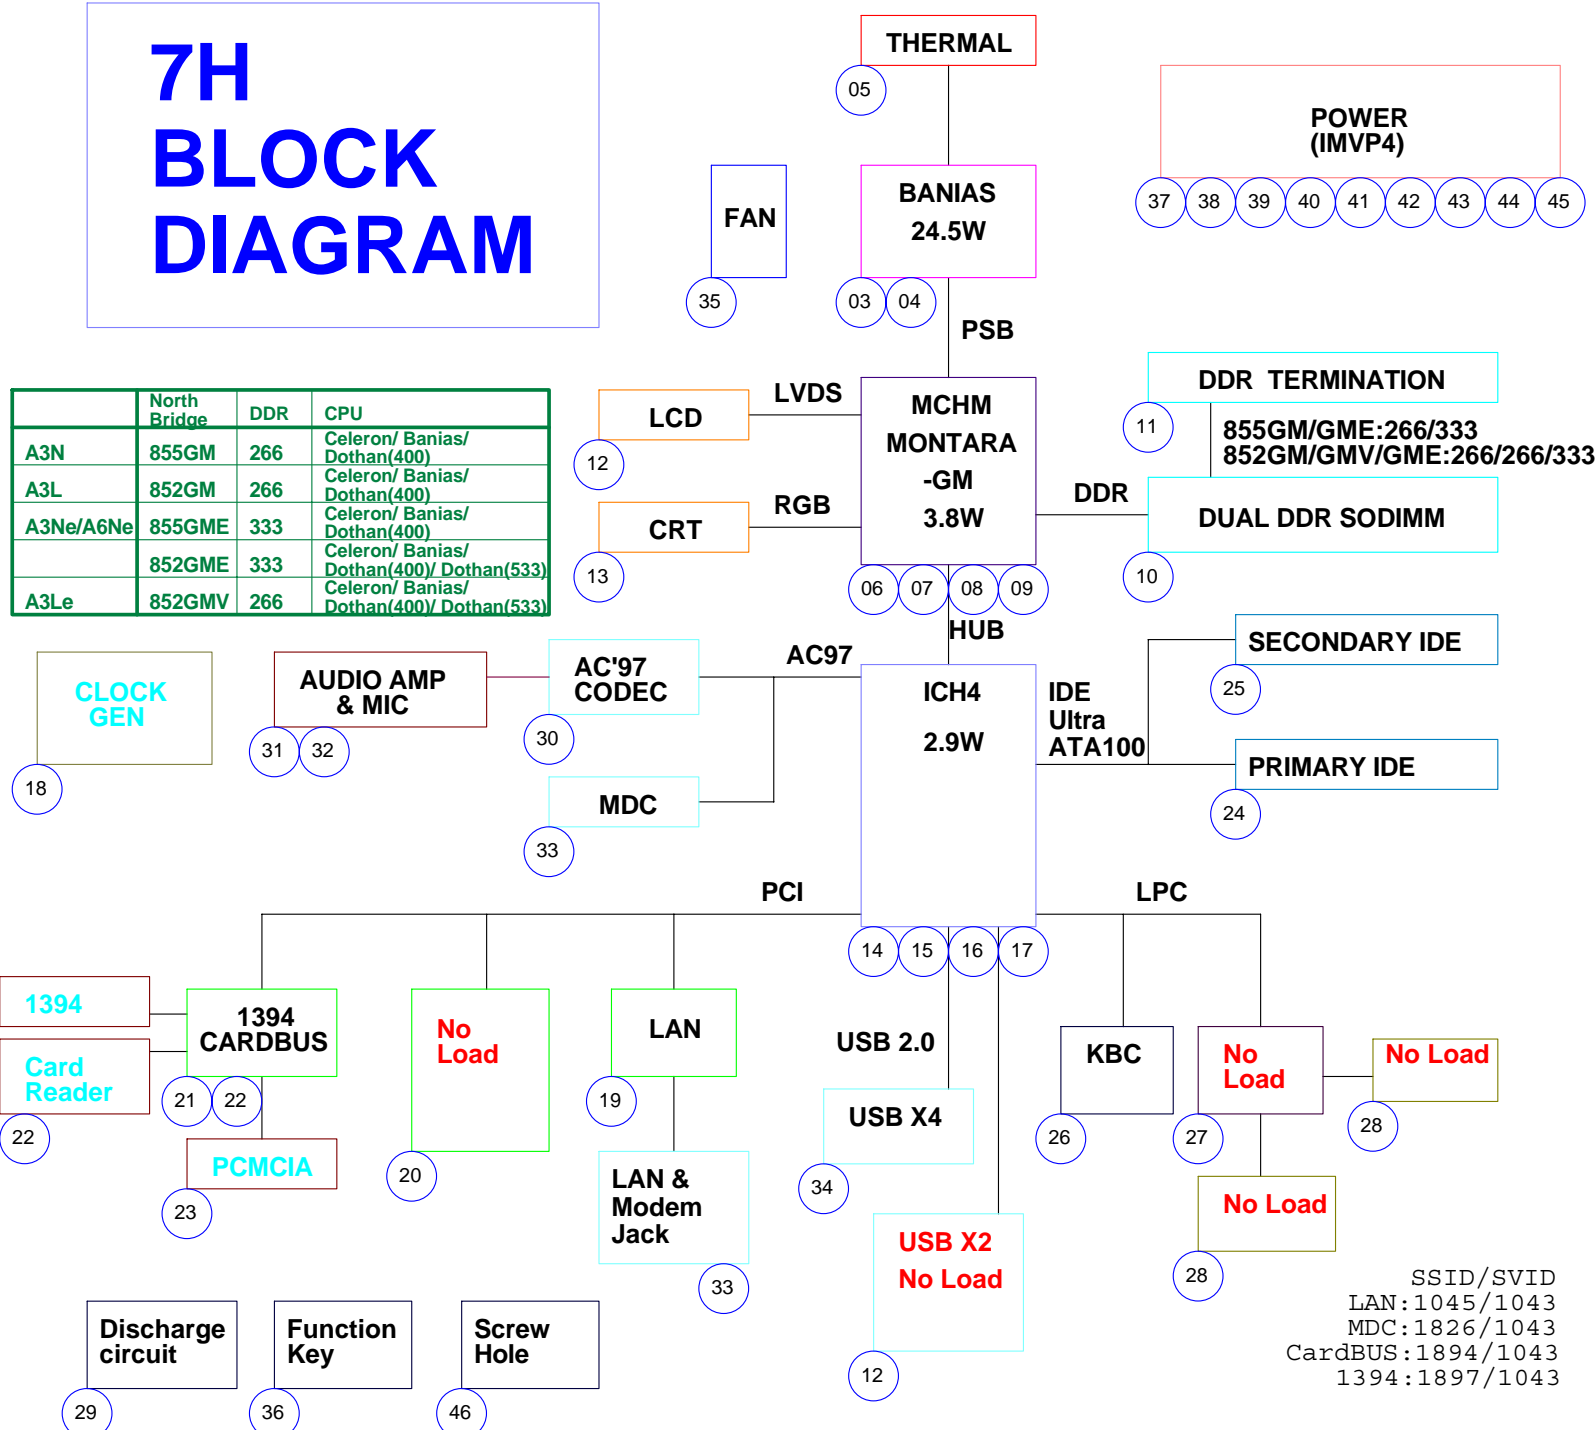 7H
BLOCK
DIAGRAM
THERMAL
05
POWER
(IMVP4)
37 38 39 40 41 42 43 44 45
FAN
35
BANIAS
24.5W
03 04
PSB
North Bridge DDR CPU
A3N 855GM 266 Celeron/ Banias/ Dothan(400)
A3L 852GM 266 Celeron/ Banias/ Dothan(400)
A3Ne/A6Ne 855GME 333 Celeron/ Banias/ Dothan(400)
852GME 333 Celeron/ Banias/ Dothan(400)/ Dothan(533)
A3Le 852GMV 266 Celeron/ Banias/ Dothan(400)/ Dothan(533)
LCD
12
LVDS
CRT
13
RGB
MCHM
MONTARA
-GM
3.8W
06 07 08 09
DDR
DDR TERMINATION
11
855GM/GME:266/333
852GM/GMV/GME:266/266/333
DUAL DDR SODIMM
10
HUB
CLOCK
GEN
18
AUDIO AMP
& MIC
31 32
AC'97
CODEC
30
AC97
MDC
33
ICH4
2.9W
14 15 16 17
IDE
Ultra
ATA100
SECONDARY IDE
25
PRIMARY IDE
24
PCI
LPC
1394
Card
Reader
22
1394
CARDBUS
21 22
PCMCIA
23
No
Load
20
LAN
19
LAN &
Modem
Jack
33
USB 2.0
USB X4
34
USB X2
No Load
12
KBC
26
No
Load
27
No Load
28
No Load
28
SSID/SVID
LAN:1045/1043
MDC:1826/1043
CardBUS:1894/1043
1394:1897/1043
Discharge
circuit
29
Function
Key
36
Screw
Hole
46